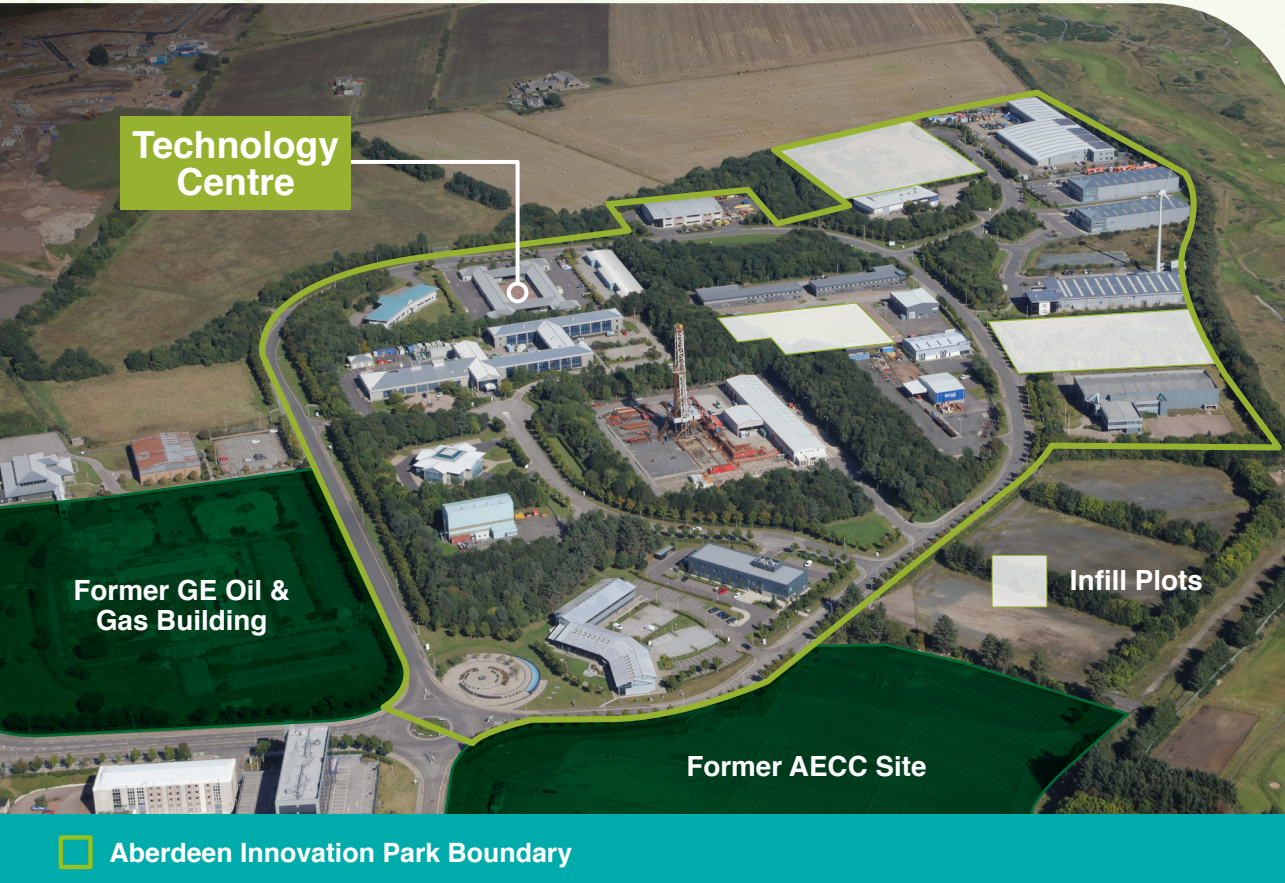 Technology
Centre
Former GE Oil &
Gas Building
Infill Plots
Former AECC Site
Aberdeen Innovation Park Boundary